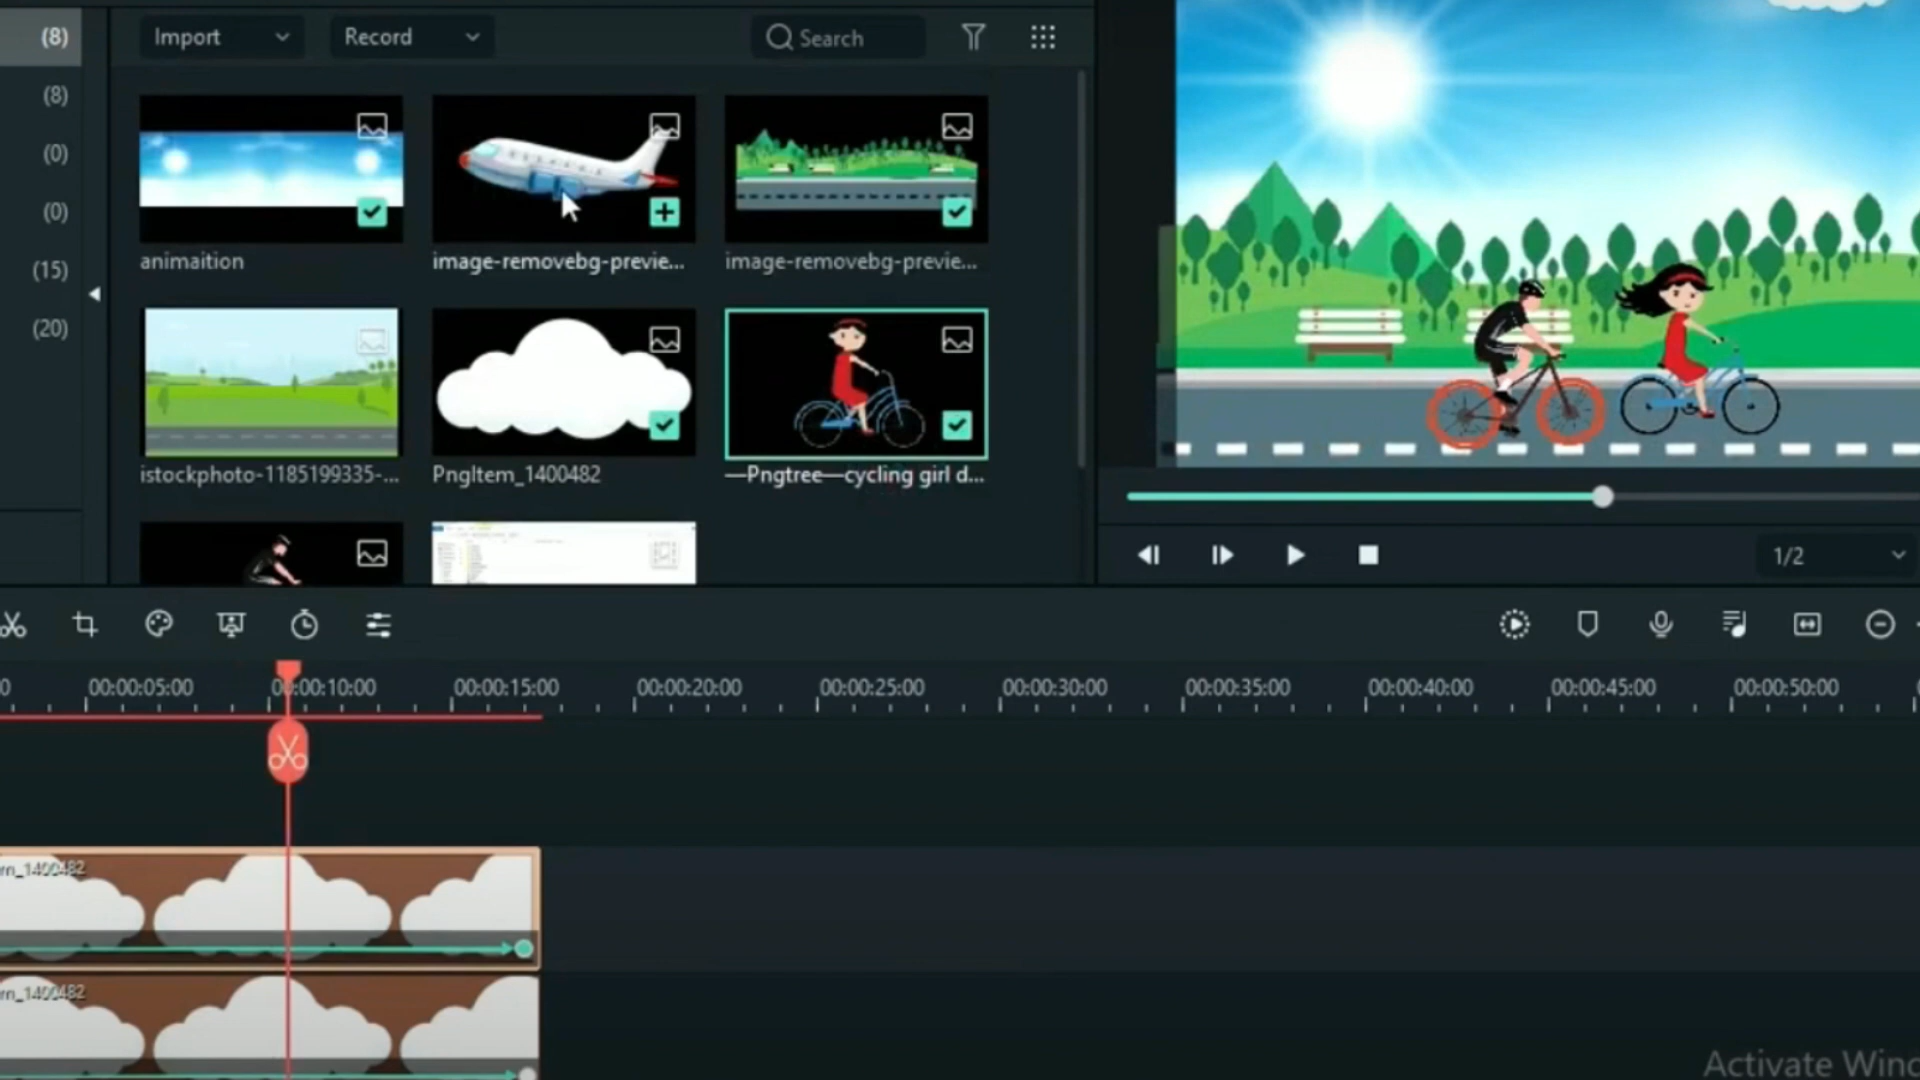 (8) Import Record Search
(8)
(0)
(0)
(15)
(20)
animaition image-removebg-previe... image-removebg-previe...
istockphoto-1185199335-... PngItem_1400482 —Pngtree—cycling girl d...
1/2
0 00:00:05:00 00:00:10:00 00:00:15:00 00:00:20:00 00:00:25:00 00:00:30:00 00:00:35:00 00:00:40:00 00:00:45:00 00:00:50:00
m_1400482
m_1400482
Activate Wind